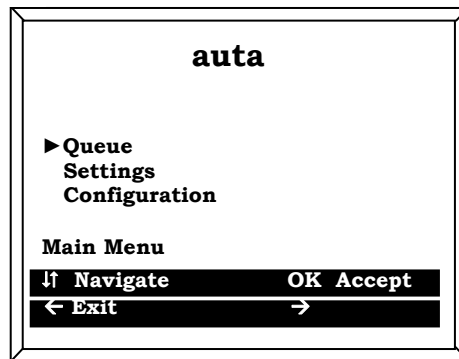 auta
►Queue
Settings
Configuration
Main Menu
↓↑ Navigate OK Accept
← Exit →